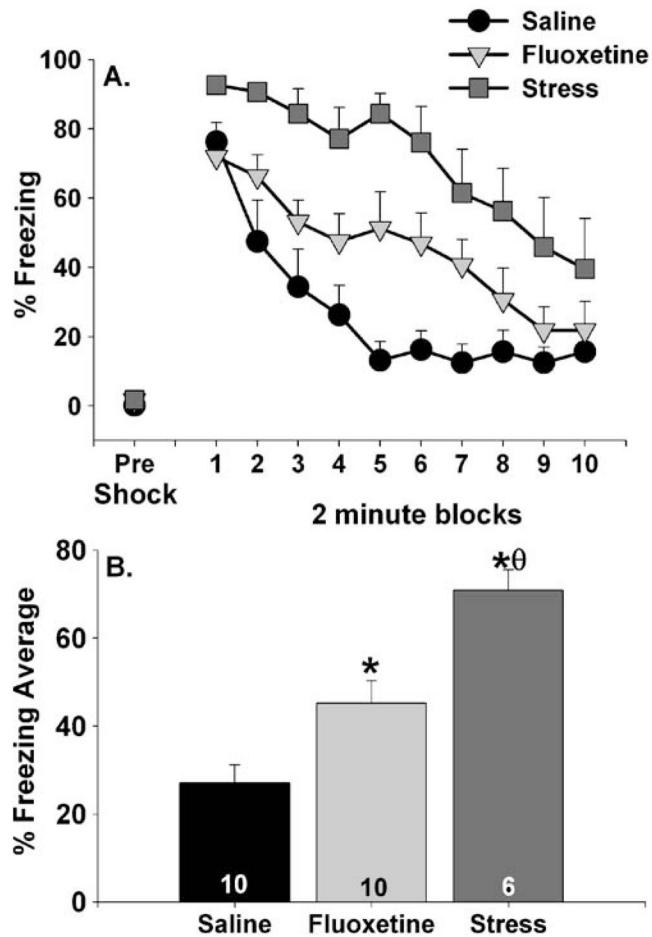 Saline
Fluoxetine
Stress
A.
100
80
60
40
20
0
% Freezing
Pre
Shock
1 2 3 4 5 6 7 8 9 10
2 minute blocks
B.
80
60
40
20
0
% Freezing Average
*
*θ
10 10 6
Saline Fluoxetine Stress